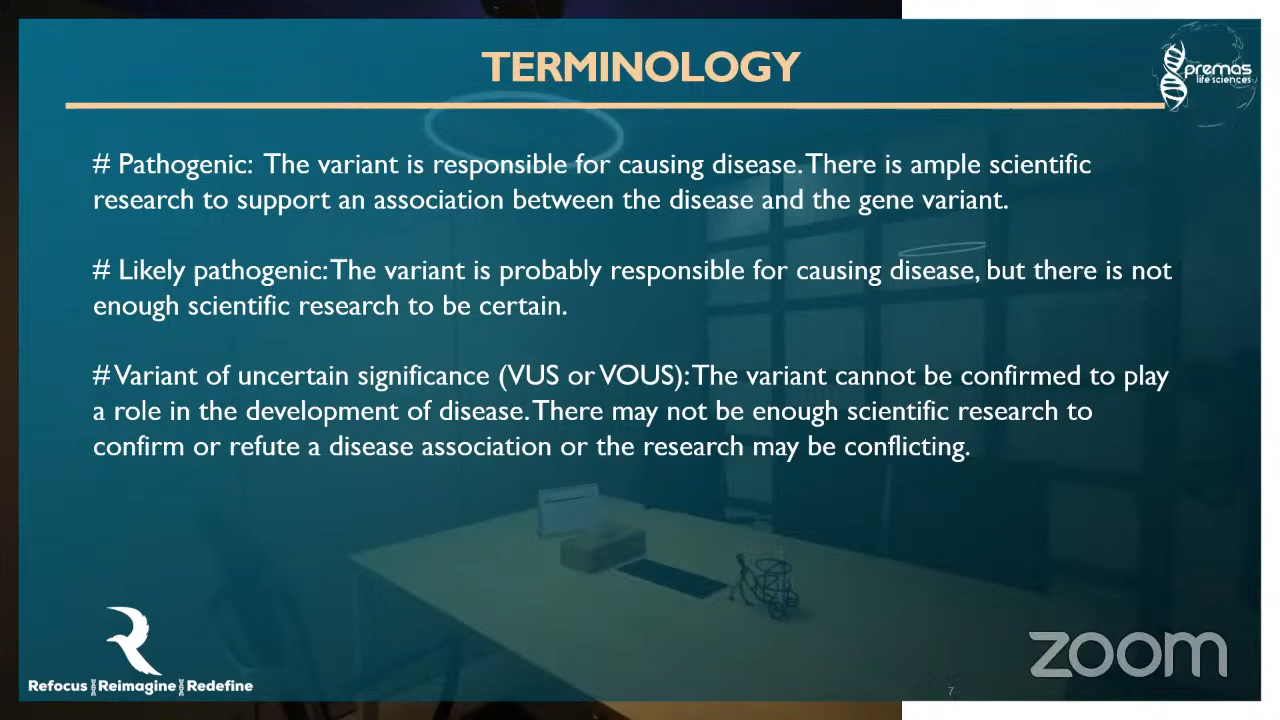 TERMINOLOGY
premas
life sciences
# Pathogenic: The variant is responsible for causing disease. There is ample scientific
research to support an association between the disease and the gene variant.
# Likely pathogenic: The variant is probably responsible for causing disease, but there is not
enough scientific research to be certain.
# Variant of uncertain significance (VUS or VOUS): The variant cannot be confirmed to play
a role in the development of disease. There may not be enough scientific research to
confirm or refute a disease association or the research may be conflicting.
Refocus Reimagine Redefine
zoom
7